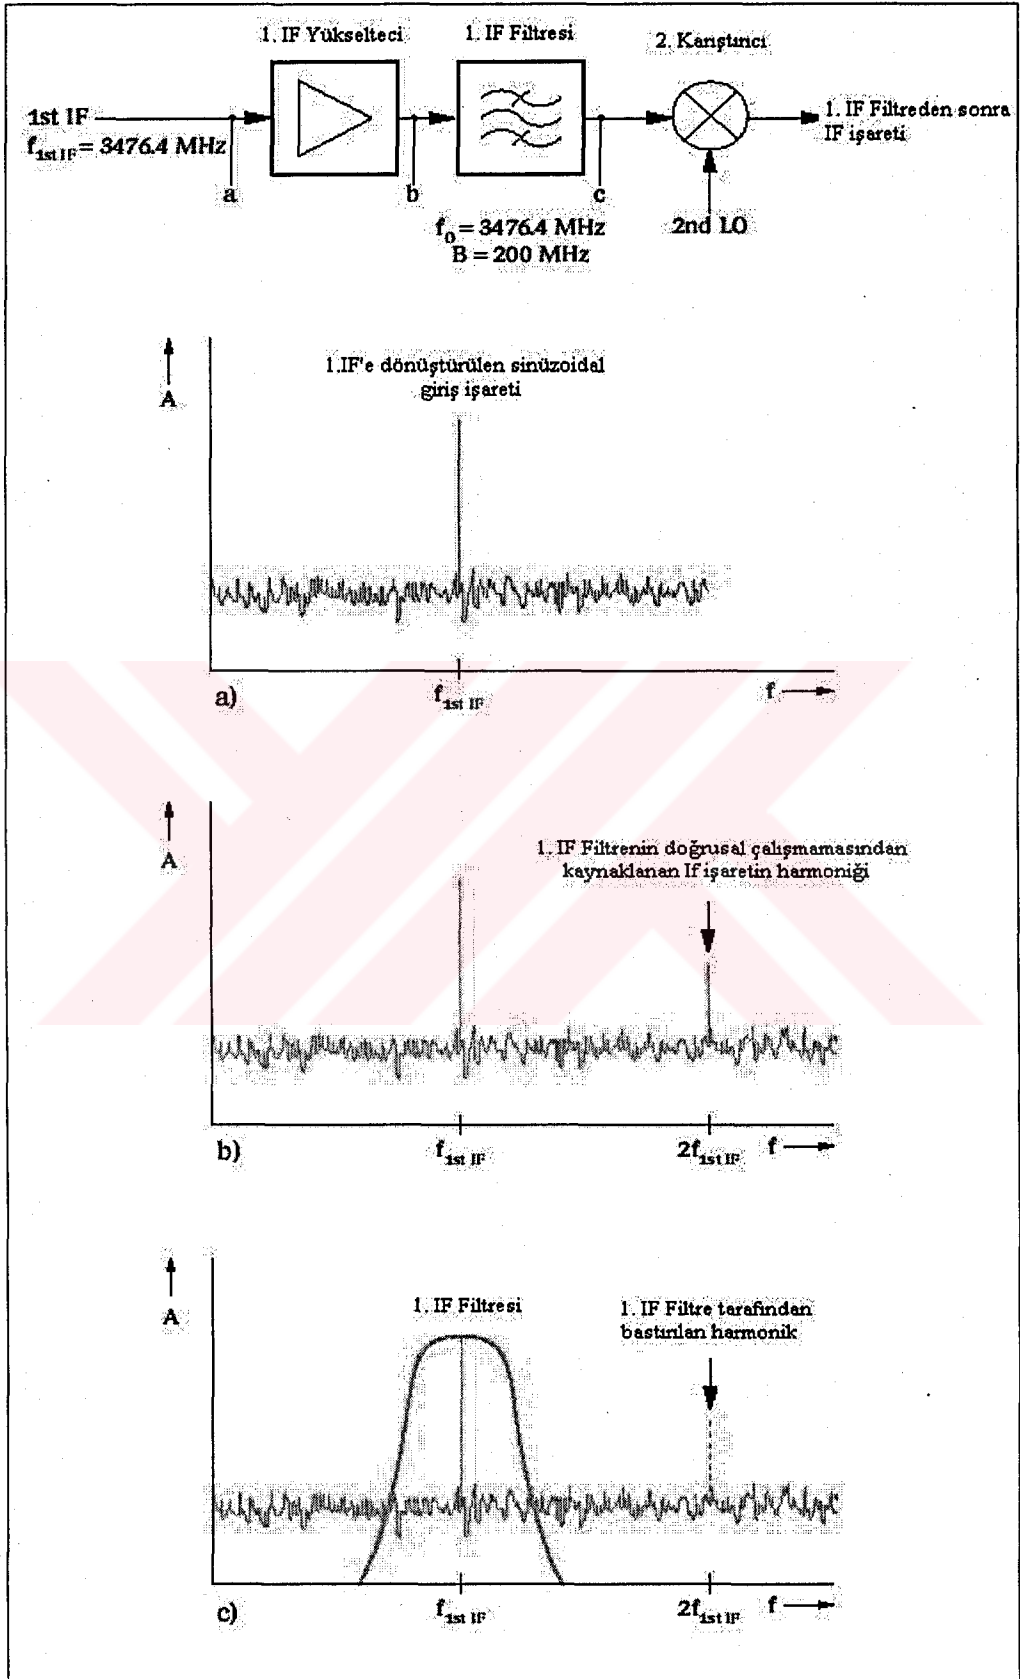 1. IF Yükselteci
1. IF Filtresi
2. Karıştırıcı
1st IF
f1st IF = 3476.4 MHz
1. IF Filtreden sonra
IF işareti
a
b
c
f0 = 3476.4 MHz
B = 200 MHz
2nd LO
1.IF'e dönüştürülen sinüzoidal
giriş işareti
A
a)
f1st IF
f
A
1. IF Filtrenin doğrusal çalışmamasından
kaynaklanan If işaretin harmoniği
b)
f1st IF
2f1st IF
f
A
1. IF Filtresi
1. IF Filtre tarafından
bastırılan harmonik
c)
f1st IF
2f1st IF
f